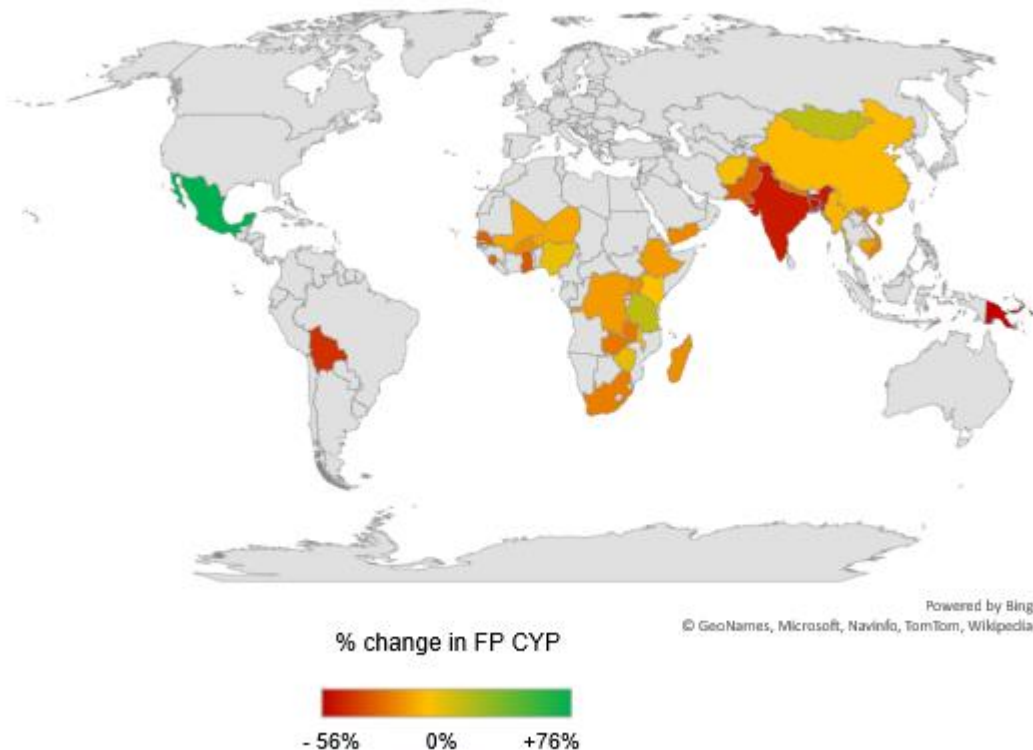 Powered by Bing
© GeoNames, Microsoft, Navinfo, TomTom, Wikipedia
% change in FP CYP
- 56% 0% +76%